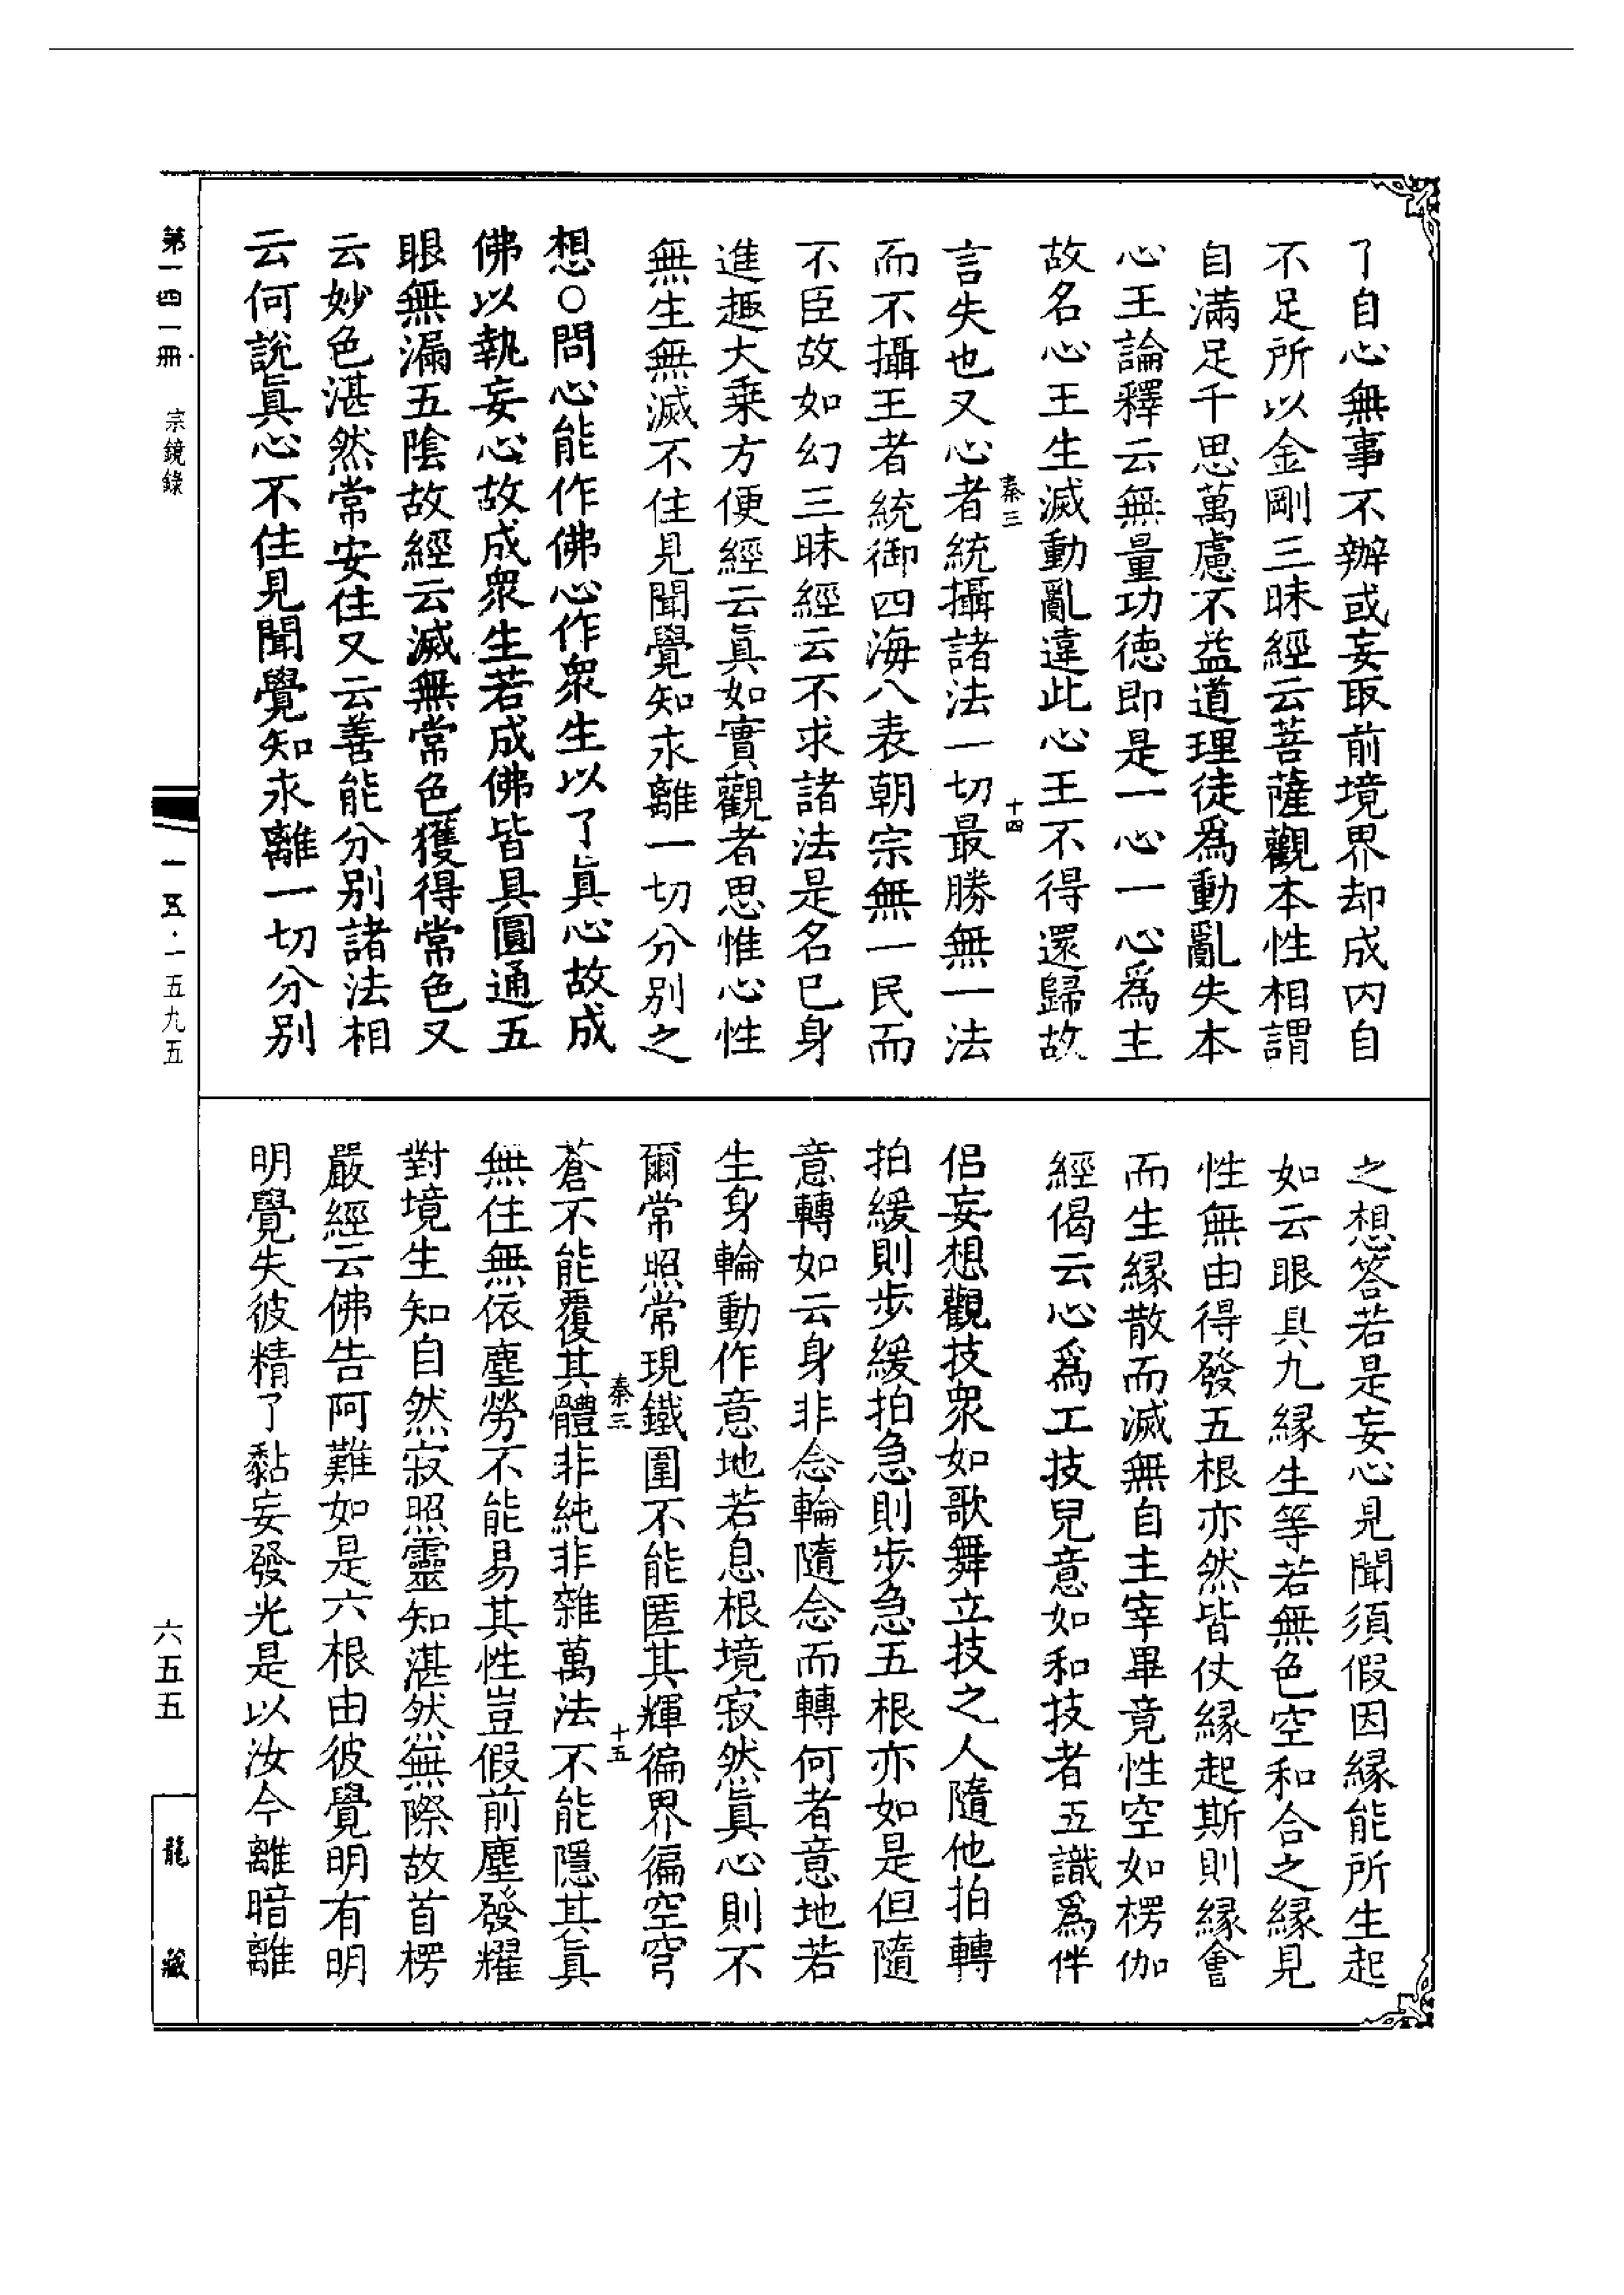 了自心無事不辦或妄取前境界却成內自
不足所以金剛三昧經云菩薩觀本性相謂
自滿足千思萬慮不益道理徒爲動亂失本
心王論釋云無量功德即是一心一心爲主
故名心王生滅動亂違此心王不得還歸故
秦三
十四
言失也又心者統攝諸法一切最勝無一法
而不攝王者統御四海八表朝宗無一民而
不臣故如幻三昧經云不求諸法是名已身
進趣大乗方便經云眞如實觀者思惟心性
無生無滅不住見聞覺知永離一切分別之
想○問心能作佛心作衆生以了眞心故成
佛以執妄心故成衆生若成佛皆具圓通五
眼無漏五陰故經云滅無常色獲得常色又
云妙色湛然常安住又云善能分別諸法相
云何說眞心不住見聞覺知永離一切分別
之想答若是妄心見聞須假因緣能所生起
如云眼具九緣生等若無色空和合之緣見
性無由得發五根亦然皆仗緣起斯則緣會
而生緣散而滅無自主宰畢竟性空如楞伽
經偈云心爲工技兒意如和技者五識爲伴
侶妄想觀技衆如歌舞立技之人隨他拍轉
拍緩則步緩拍急則步急五根亦如是但隨
意轉如云身非念輪隨念而轉何者意地若
生身輪動作意地若息根境寂然眞心則不
爾常照常現鐵圍不能匿其輝徧界徧空穹
秦三
十五
蒼不能覆其體非純非雜萬法不能隱其眞
無住無依塵勞不能易其性豈假前塵發耀
對境生知自然寂照靈知湛然無際故首楞
嚴經云佛告阿難如是六根由彼覺明有明
明覺失彼精了黏妄發光是以汝今離暗離
第一四一冊
宗鏡錄
一五·一五九五
六五五
龍藏